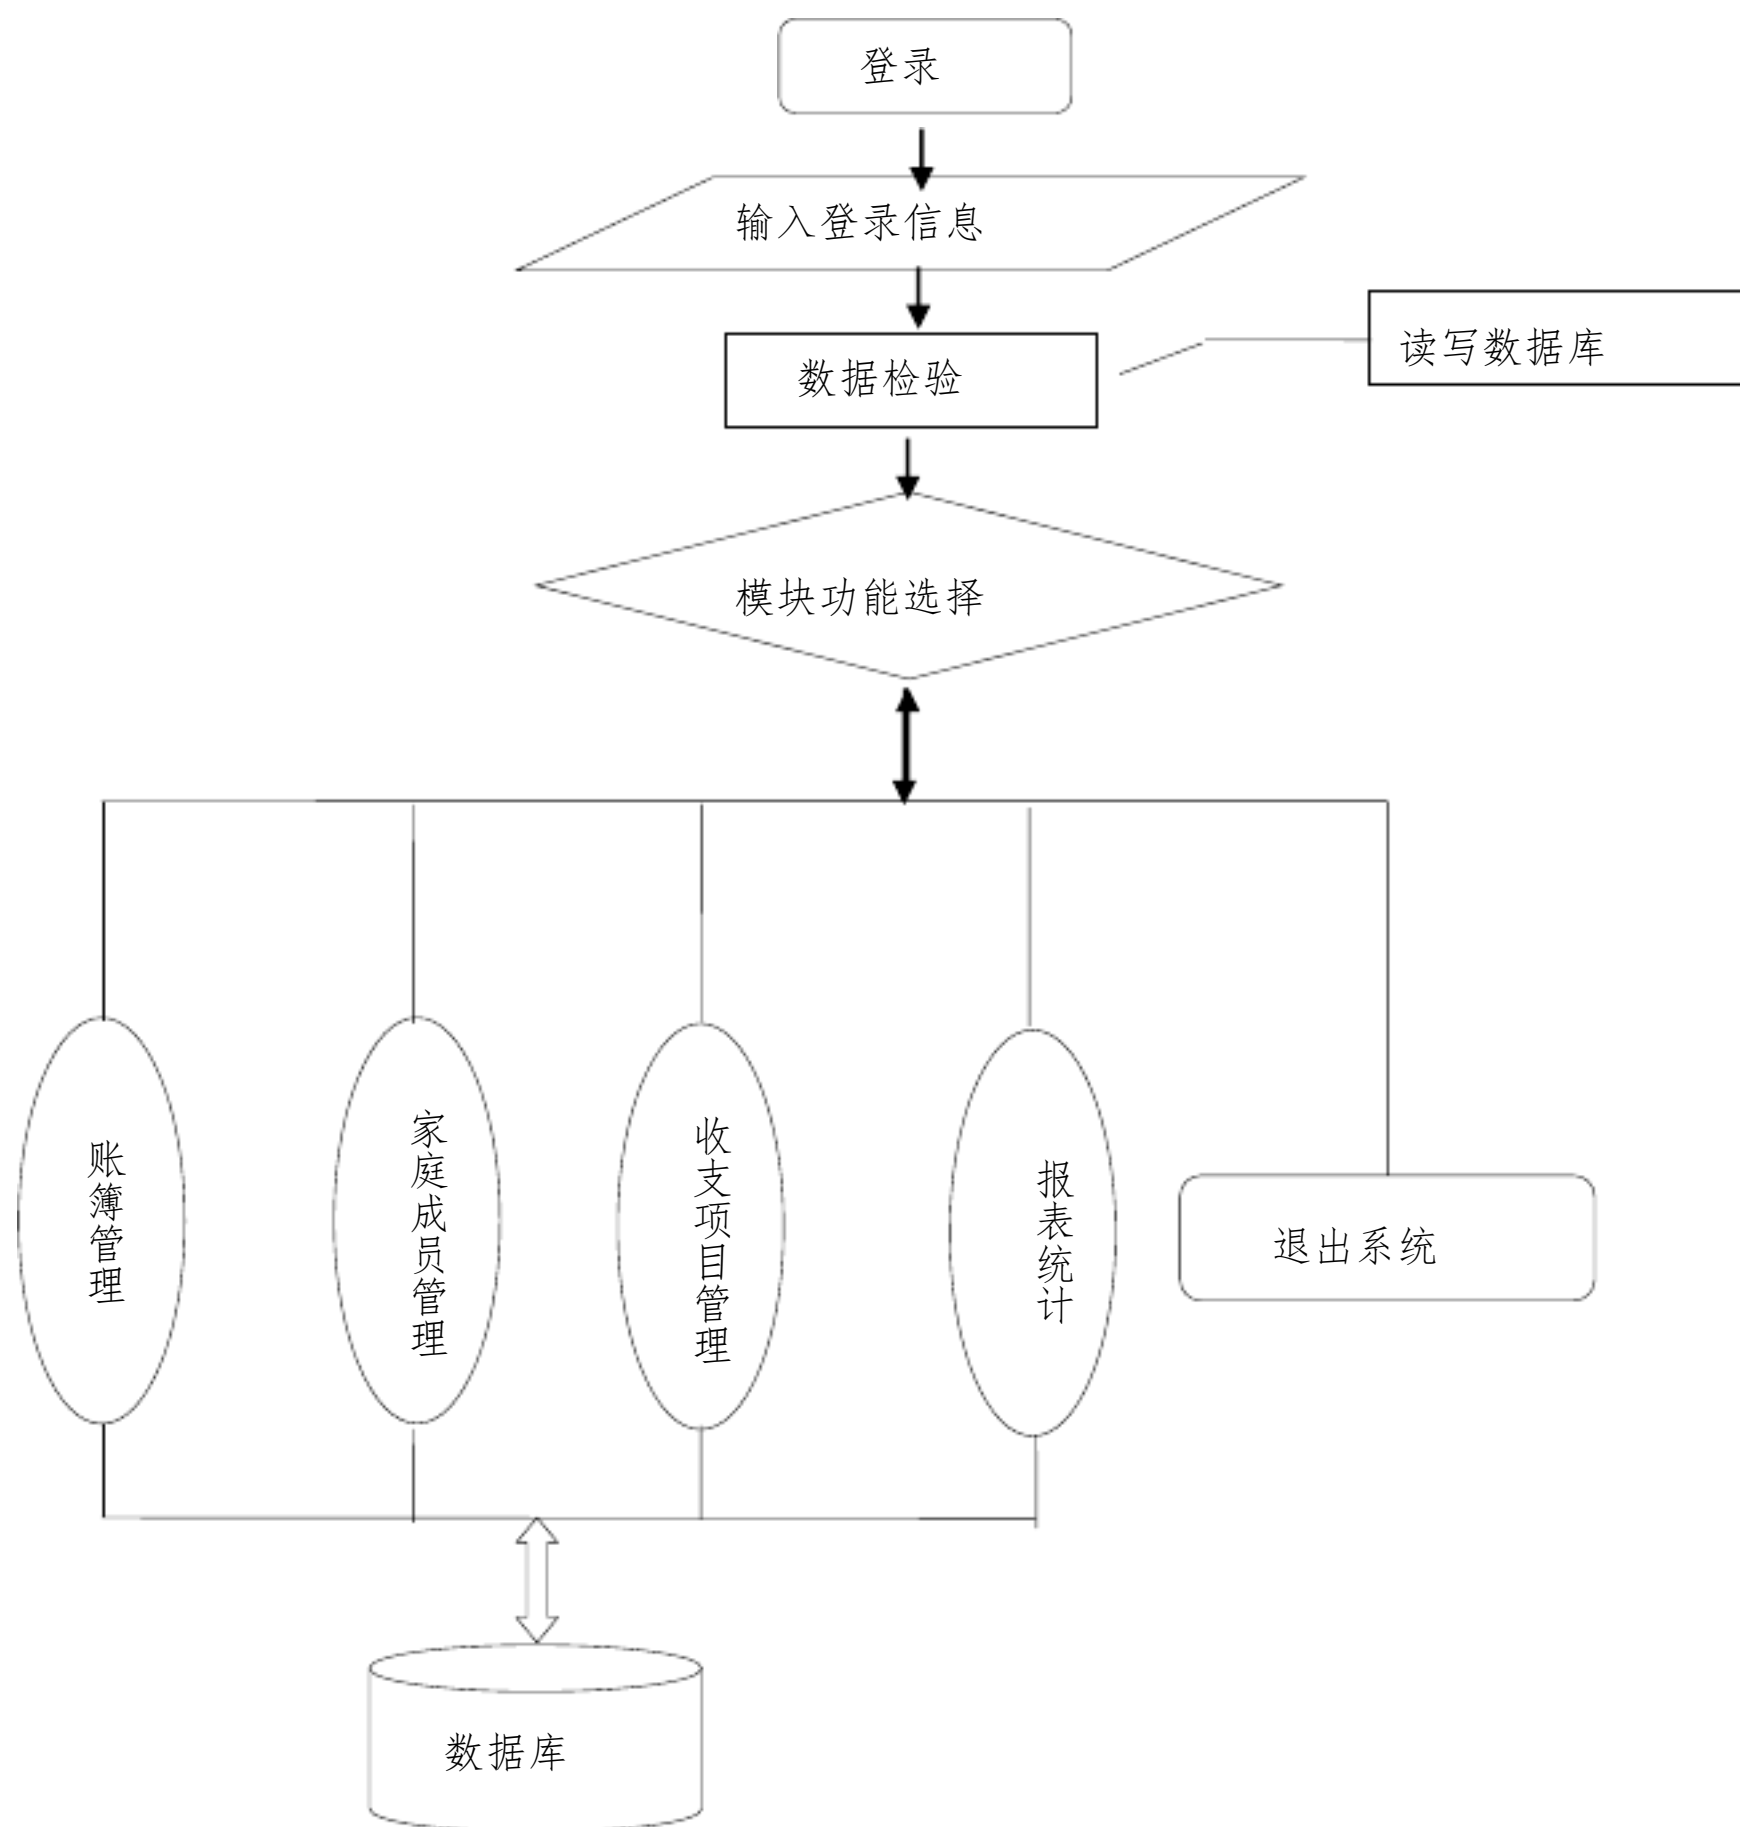 登录
输入登录信息
数据检验
读写数据库
模块功能选择
账簿管理
家庭成员管理
收支项目管理
报表统计
退出系统
数据库